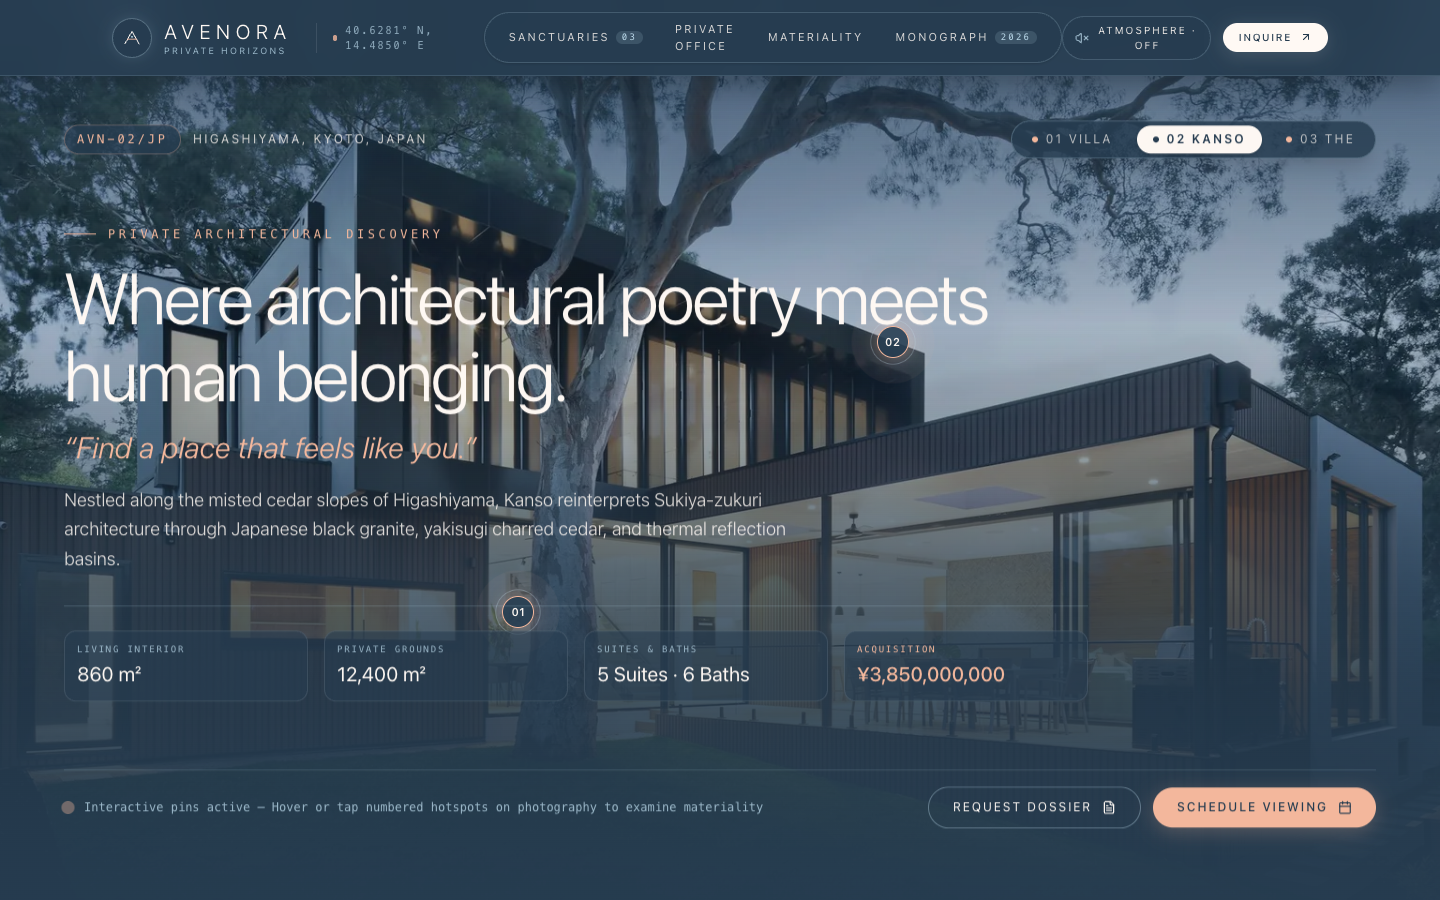 AVENORA
PRIVATE HORIZONS
40.6281° N,
14.4850° E
SANCTUARIES 03
PRIVATE
OFFICE
MATERIALITY
MONOGRAPH 2026
ATMOSPHERE ·
OFF
INQUIRE
AVN-02/JP
HIGASHIYAMA, KYOTO, JAPAN
01 VILLA
02 KANSO
03 THE
PRIVATE ARCHITECTURAL DISCOVERY
Where architectural poetry meets
human belonging.
02
“Find a place that feels like you.”
Nestled along the misted cedar slopes of Higashiyama, Kanso reinterprets Sukiya-zukuri
architecture through Japanese black granite, yakisugi charred cedar, and thermal reflection
basins.
01
LIVING INTERIOR
860 m²
PRIVATE GROUNDS
12,400 m²
SUITES & BATHS
5 Suites · 6 Baths
ACQUISITION
¥3,850,000,000
Interactive pins active — Hover or tap numbered hotspots on photography to examine materiality
REQUEST DOSSIER
SCHEDULE VIEWING